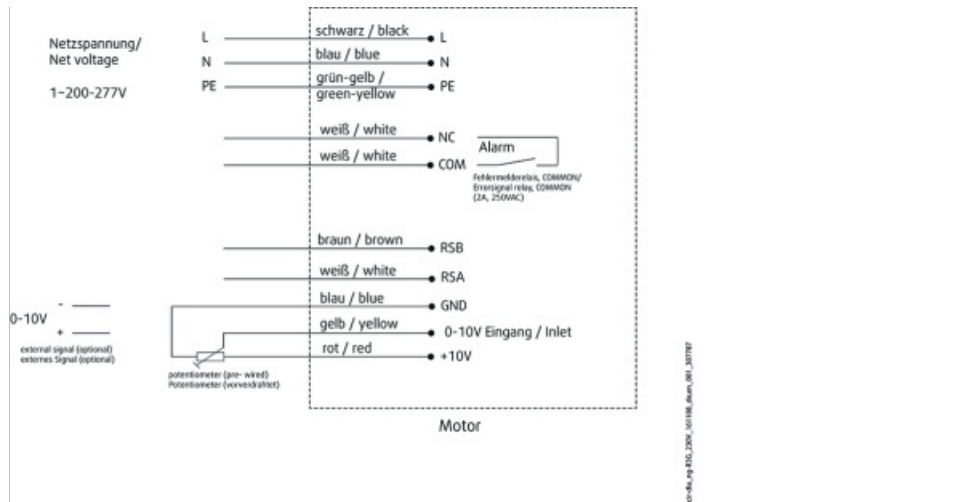 Netzspannung/
Net voltage
1~200-277V
L
schwarz / black
L
N
blau / blue
N
PE
grün-gelb /
green-yellow
PE
weiß / white
NC
Alarm
weiß / white
COM
Fehlermelderelais, COMMON/
Errorsignal relay, COMMON
(2A, 250VAC)
braun / brown
RSB
weiß / white
RSA
blau / blue
GND
-
0-10V
+
external signal (optional)
externes Signal (optional)
gelb / yellow
0-10V Eingang / Inlet
rot / red
+10V
potentiometer (pre- wired)
Potentiometer (vorverdrahtet)
Motor